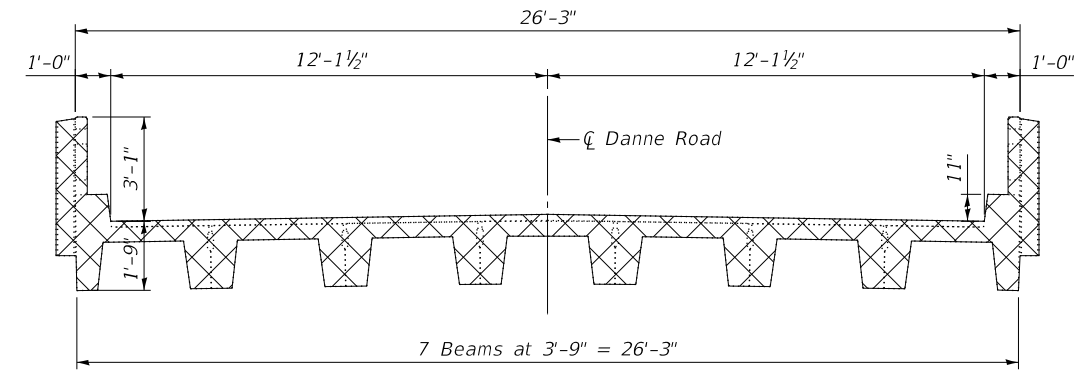 26'-3"
1'-0" 12'-1½" 12'-1½" 1'-0"
℄ Danne Road
3'-1" 11"
1'-9"
7 Beams at 3'-9" = 26'-3"